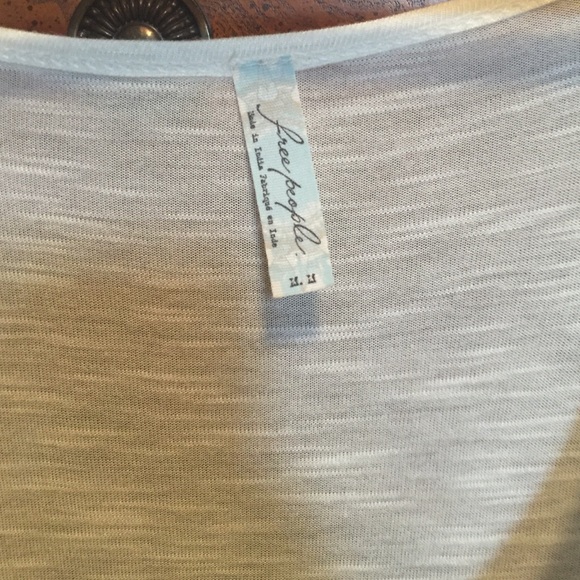 free people.
Made in India Fabriqué en Inde